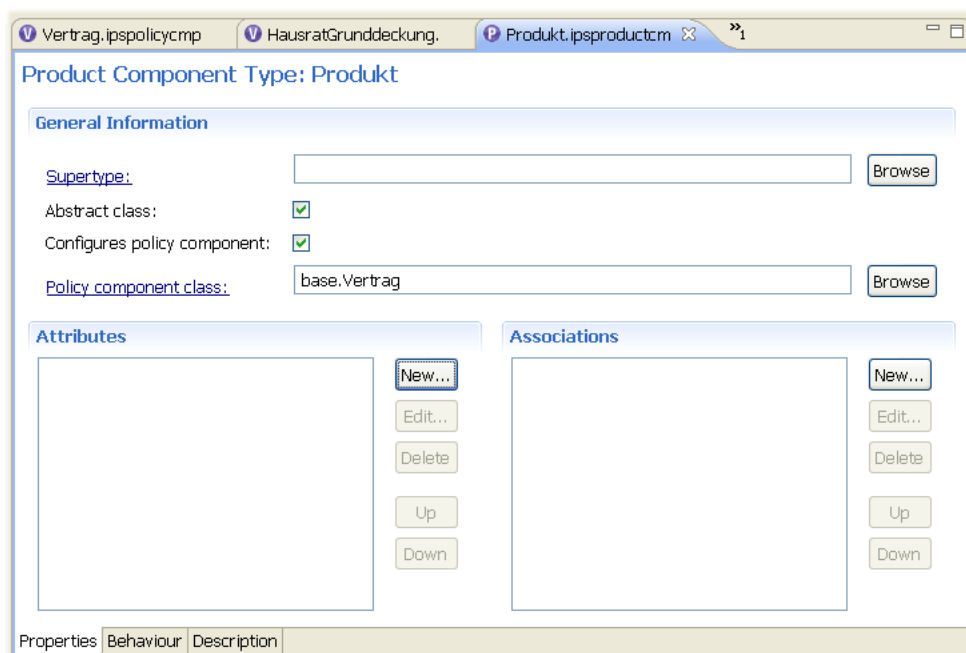 V Vertrag.ipspolicycmp V HausratGrunddeckung. P Produkt.ipsproductcm »1
Product Component Type: Produkt
General Information
Supertype: Browse
Abstract class:
Configures policy component:
Policy component class: base.Vertrag Browse
Attributes Associations
New... New...
Edit... Edit...
Delete Delete
Up Up
Down Down
Properties Behaviour Description